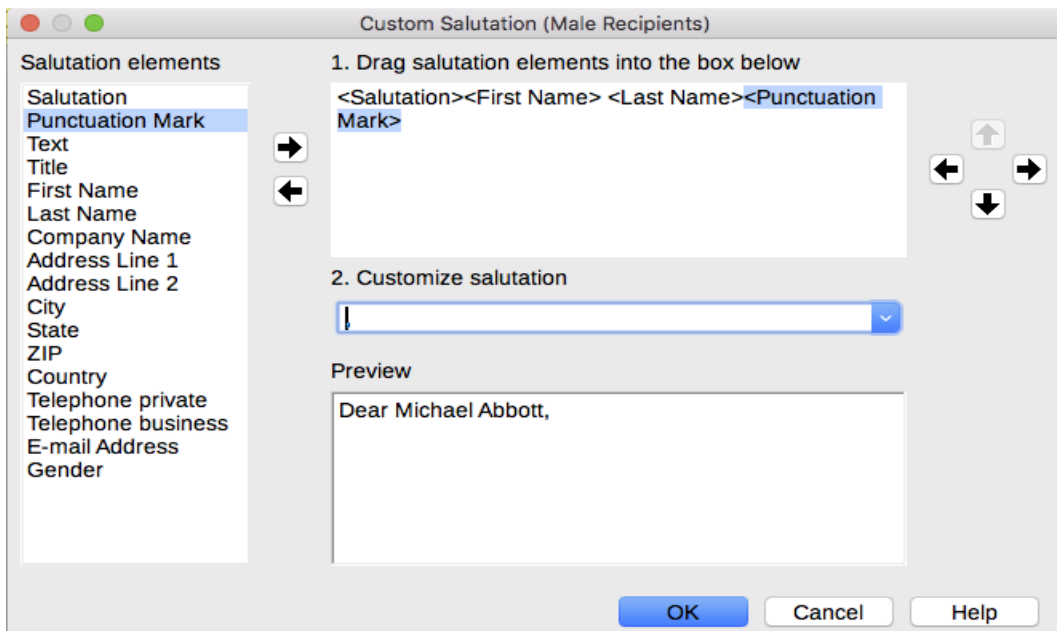 Custom Salutation (Male Recipients)
Salutation elements
Salutation
Punctuation Mark
Text
Title
First Name
Last Name
Company Name
Address Line 1
Address Line 2
City
State
ZIP
Country
Telephone private
Telephone business
E-mail Address
Gender
1. Drag salutation elements into the box below
<Salutation><First Name> <Last Name><Punctuation
Mark>
2. Customize salutation
,
Preview
Dear Michael Abbott,
OK
Cancel
Help